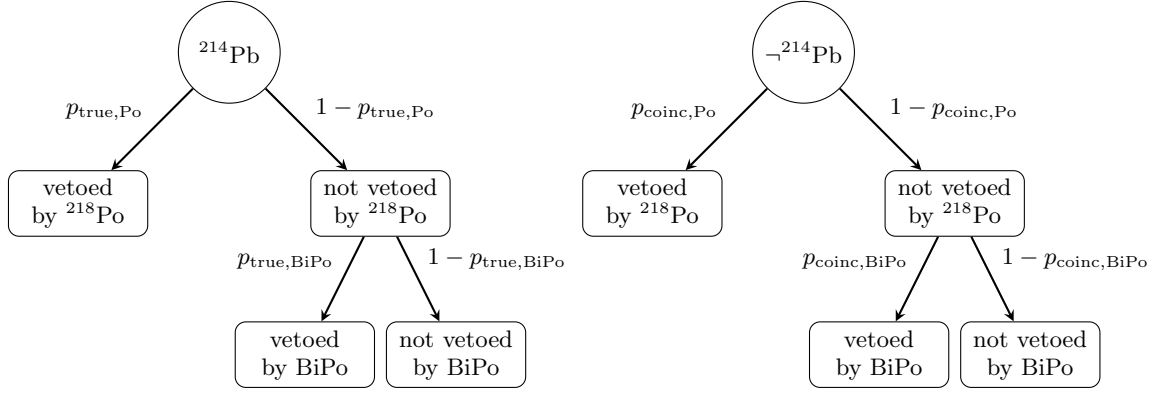 ²¹⁴Pb
p_true,Po
1 − p_true,Po
vetoed
by ²¹⁸Po
not vetoed
by ²¹⁸Po
p_true,BiPo
1 − p_true,BiPo
vetoed
by BiPo
not vetoed
by BiPo
¬²¹⁴Pb
p_coinc,Po
1 − p_coinc,Po
vetoed
by ²¹⁸Po
not vetoed
by ²¹⁸Po
p_coinc,BiPo
1 − p_coinc,BiPo
vetoed
by BiPo
not vetoed
by BiPo